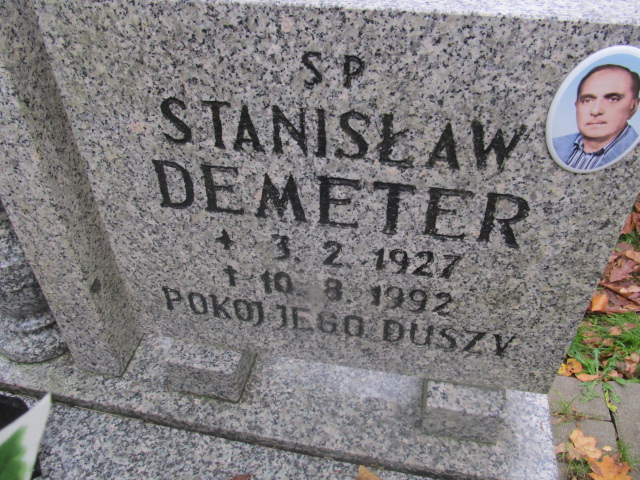 SP
STANISŁAW
DEMETER
+ 3. 2. 1927
† 10. 8. 1992
POKÓJ JEGO DUSZY